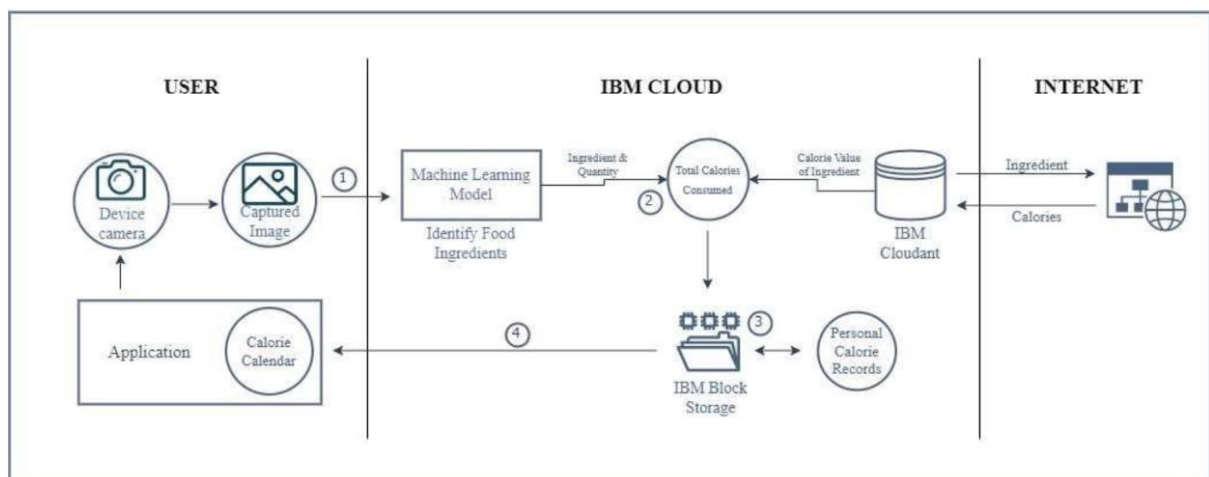 USER
IBM CLOUD
INTERNET
Device
camera
Captured
Image
1
Machine Learning
Model
Identify Food
Ingredients
Ingredient &
Quantity
2
Total Calories
Consumed
Calorie Value
of Ingredient
IBM
Cloudant
Ingredient
Calories
Application
Calorie
Calendar
4
3
IBM Block
Storage
Personal
Calorie
Records